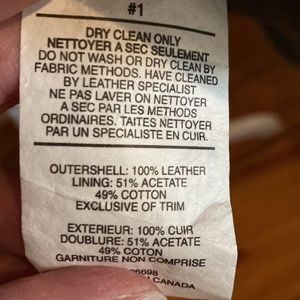 #1
DRY CLEAN ONLY
NETTOYER A SEC SEULEMENT
DO NOT WASH OR DRY CLEAN BY
FABRIC METHODS. HAVE CLEANED
BY LEATHER SPECIALIST
NE PAS LAVER ON NETTOYER
A SEC PAR LES METHODS
ORDINAIRES. TAITES NETTOYER
PAR UN SPECIALISTE EN CUIR.
OUTERSHELL: 100% LEATHER
LINING: 51% ACETATE
49% COTTON
EXCLUSIVE OF TRIM
EXTERIEUR: 100% CUIR
DOUBLURE: 51% ACETATE
49% COTON
GARNITURE NON COMPRISE
6698
CANADA